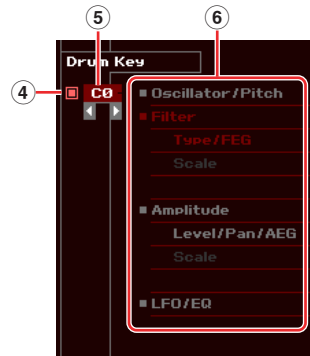 ⑤ ⑥
Drum Key
④ C0
Oscillator/Pitch
Filter
Type/FEG
Scale
Amplitude
Level/Pan/AEG
Scale
LFO/EQ